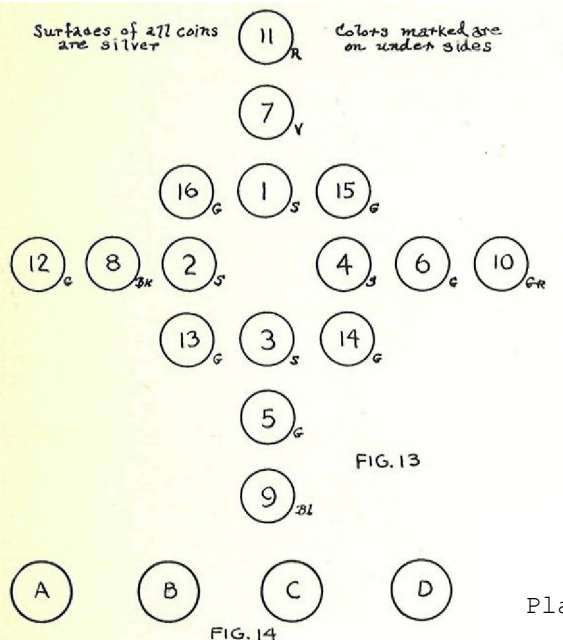 Surfaces of all coins
are silver
Colors marked are
on under sides
11 R
7 V
16 G 1 S 15 G
12 G 8 BK 2 S 4 6 G 10 GR
13 G 3 S 14 G
5 G
FIG. 13
9 Bl
A B C D
Pla
FIG. 14